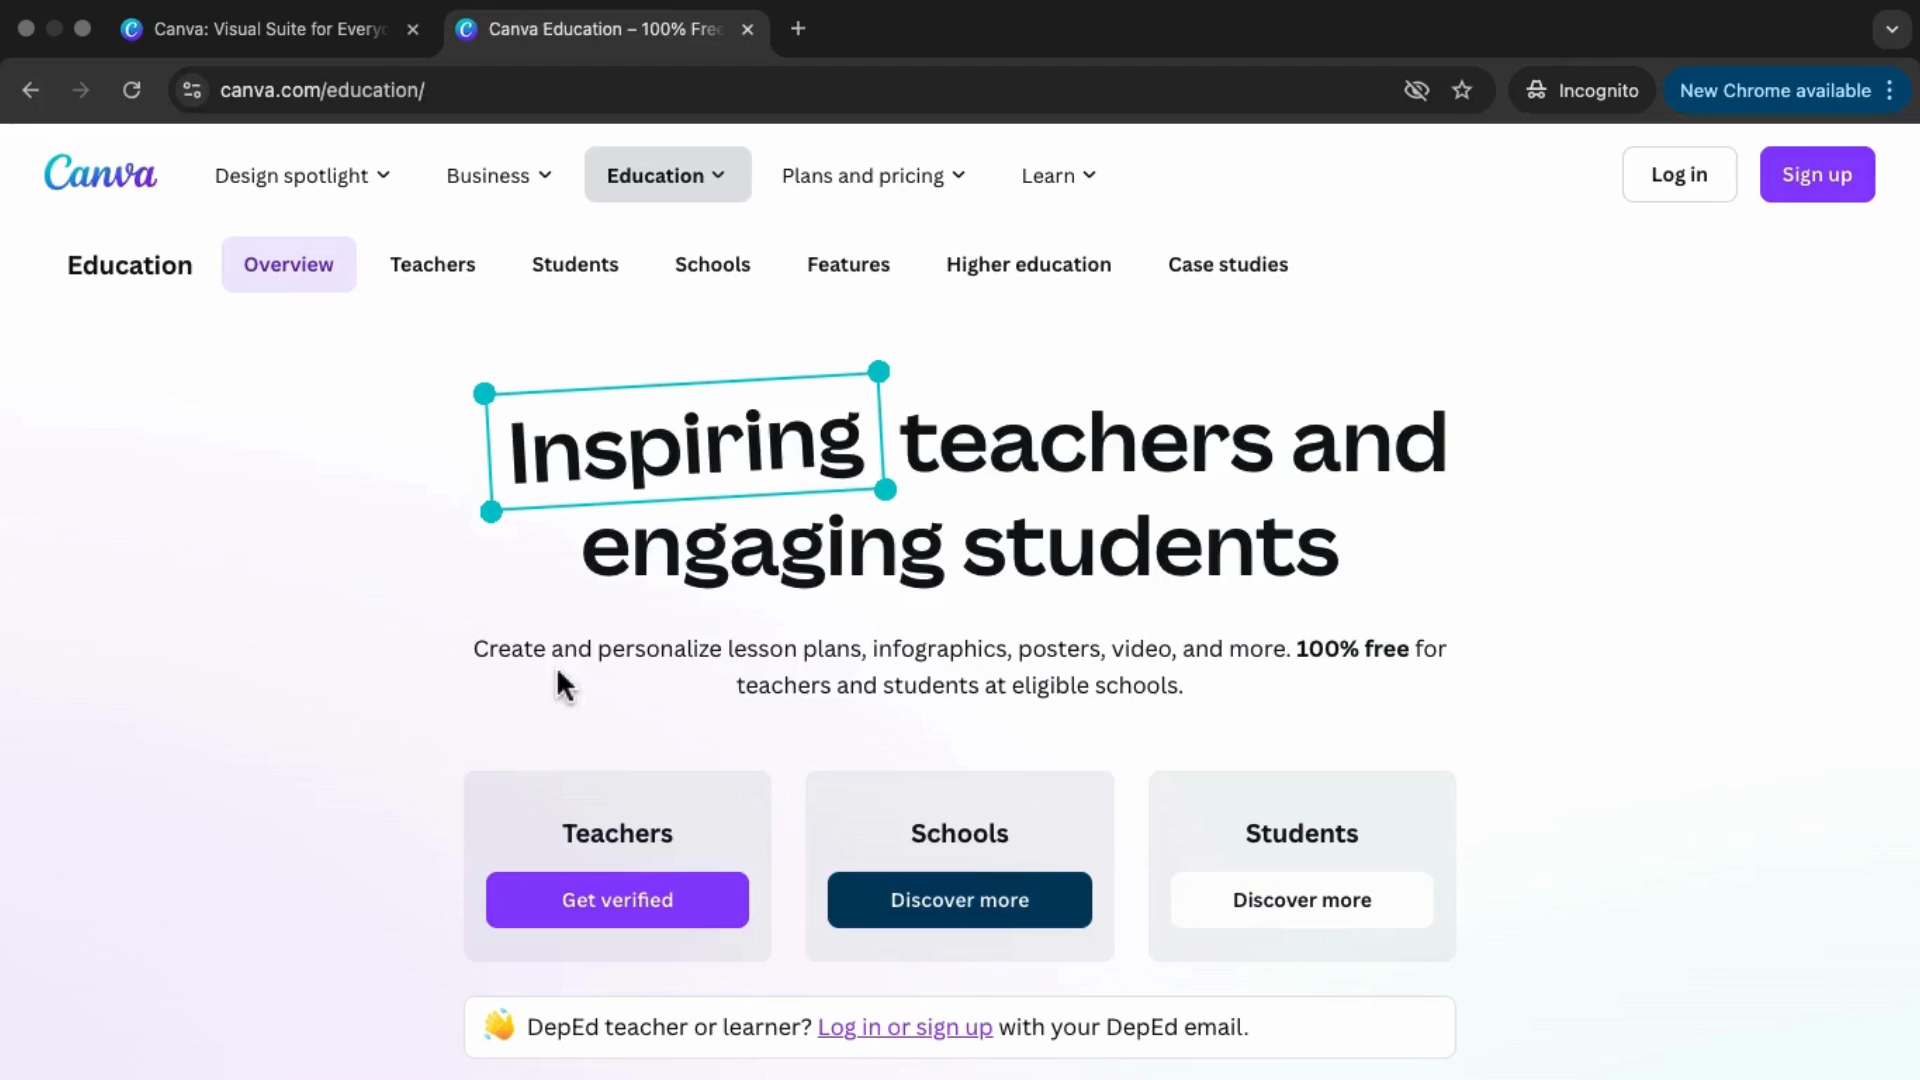 Canva: Visual Suite for Everyo
Canva Education – 100% Free
canva.com/education/
Incognito
New Chrome available
Canva
Design spotlight
Business
Education
Plans and pricing
Learn
Log in
Sign up
Education
Overview
Teachers
Students
Schools
Features
Higher education
Case studies
Inspiring teachers and
engaging students
Create and personalize lesson plans, infographics, posters, video, and more. 100% free for
teachers and students at eligible schools.
Teachers
Schools
Students
Get verified
Discover more
Discover more
DepEd teacher or learner? Log in or sign up with your DepEd email.